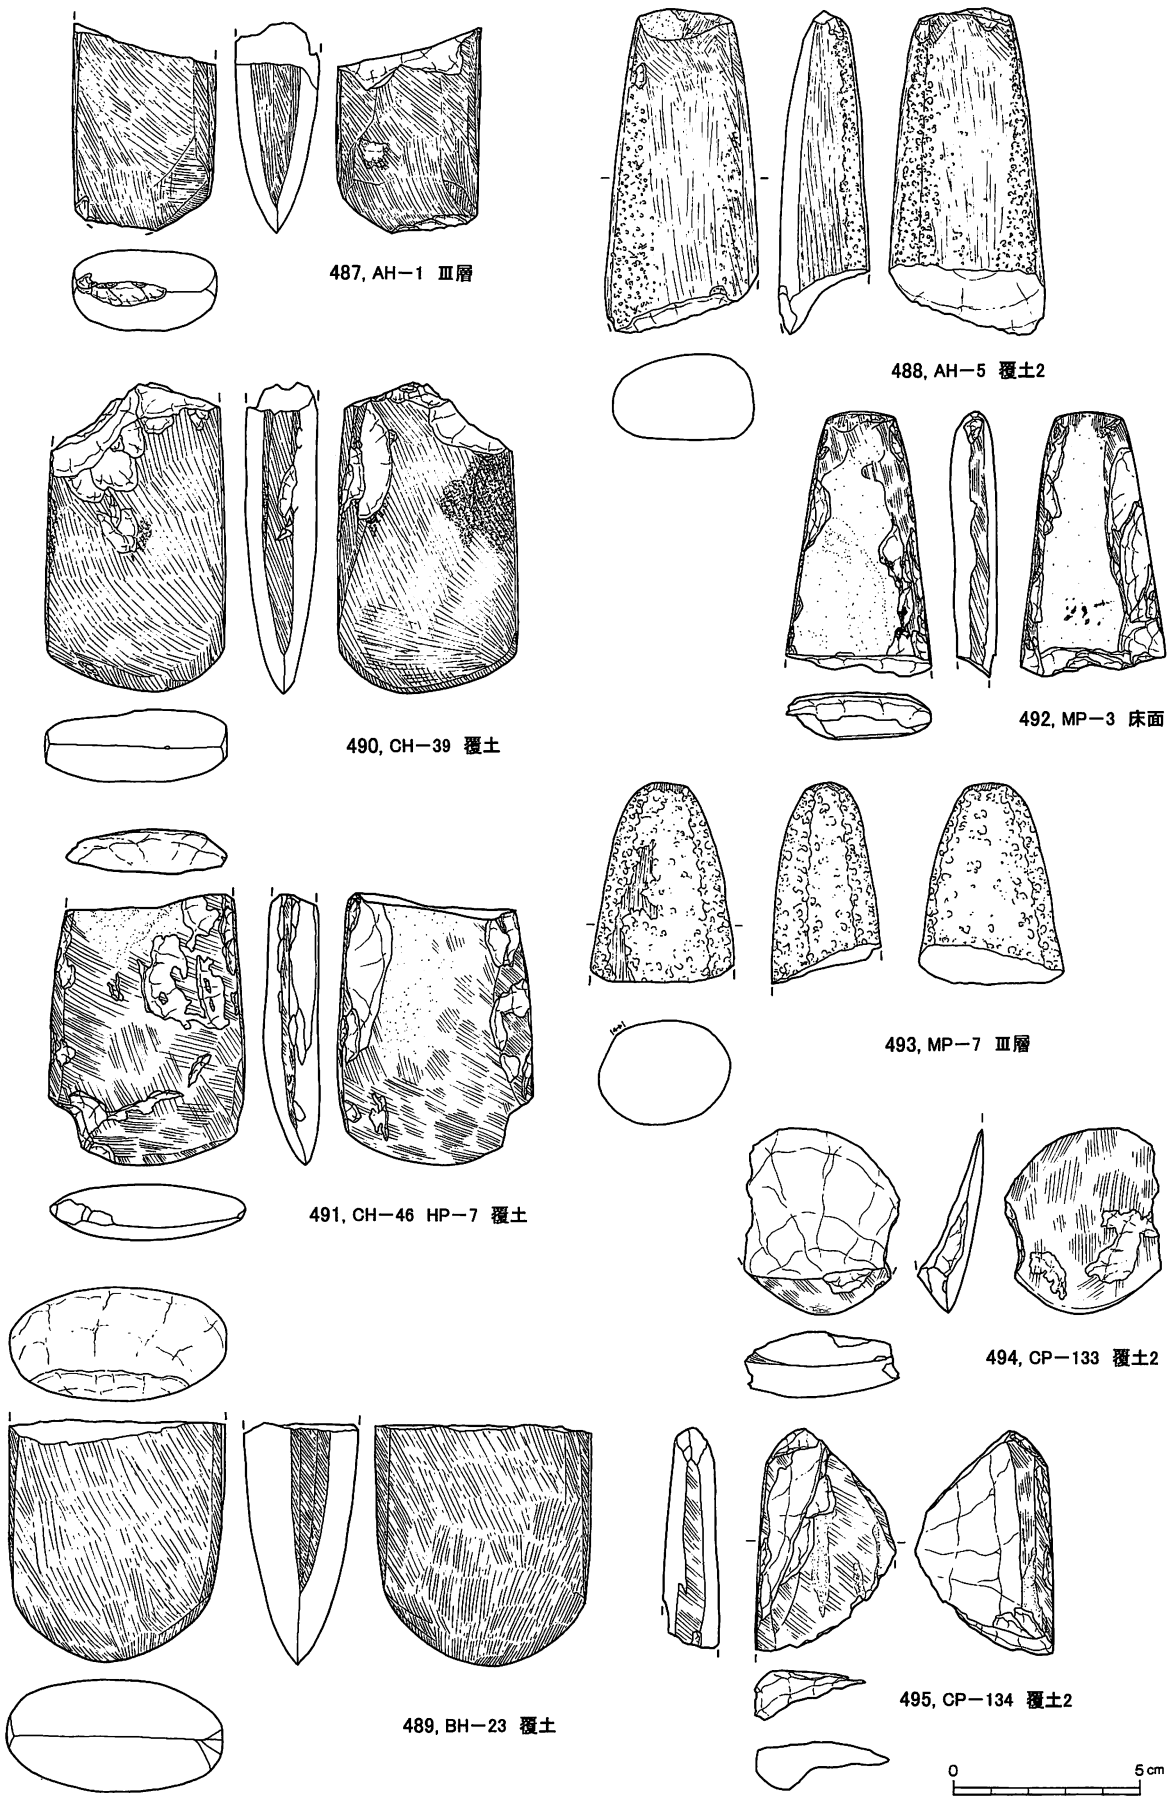 487, AH-1 Ⅲ層
488, AH-5 覆土2
490, CH-39 覆土
492, MP-3 床面
493, MP-7 Ⅲ層
491, CH-46 HP-7 覆土
494, CP-133 覆土2
489, BH-23 覆土
495, CP-134 覆土2
0 5cm